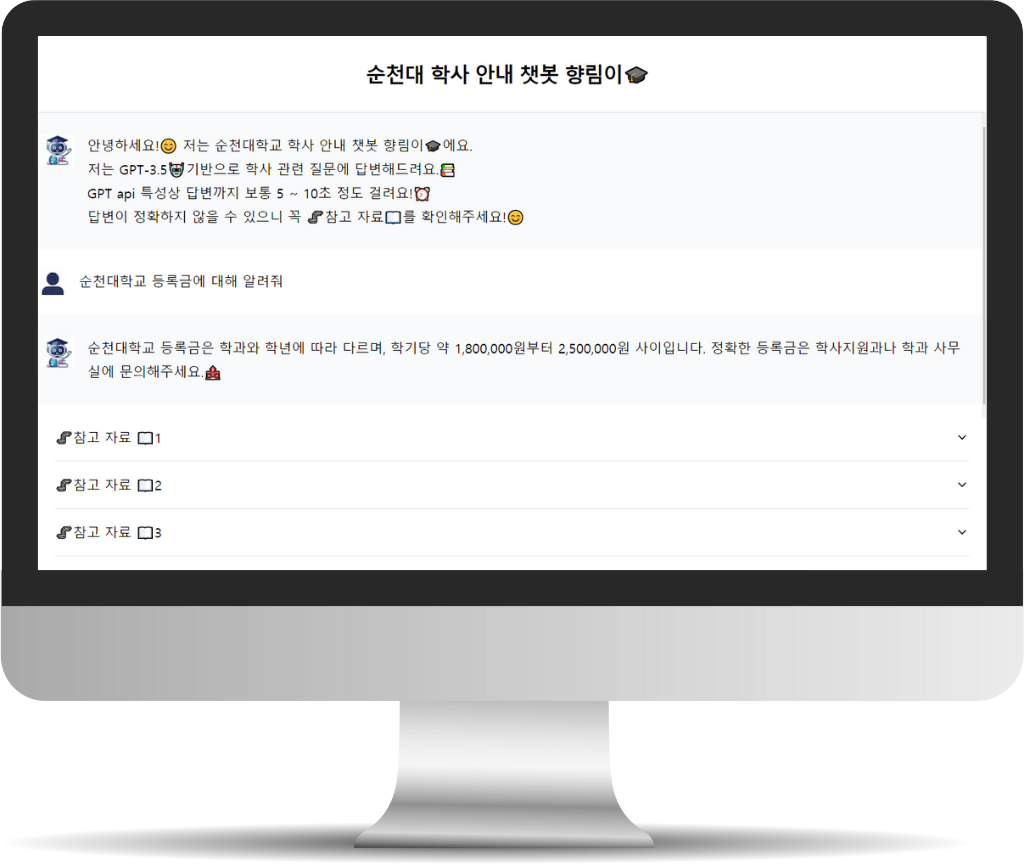 순천대 학사 안내 챗봇 향림이🎓
안녕하세요!😊 저는 순천대학교 학사 안내 챗봇 향림이🎓에요.
저는 GPT-3.5🤖기반으로 학사 관련 질문에 답변해드려요.📚
GPT api 특성상 답변까지 보통 5 ~ 10초 정도 걸려요!⏰
답변이 정확하지 않을 수 있으니 꼭 🖇참고 자료📖를 확인해주세요!😊
순천대학교 등록금에 대해 알려줘
순천대학교 등록금은 학과와 학년에 따라 다르며, 학기당 약 1,800,000원부터 2,500,000원 사이입니다. 정확한 등록금은 학사지원과나 학과 사무
실에 문의해주세요.🏫
🖇참고 자료 📖1
🖇참고 자료 📖2
🖇참고 자료 📖3